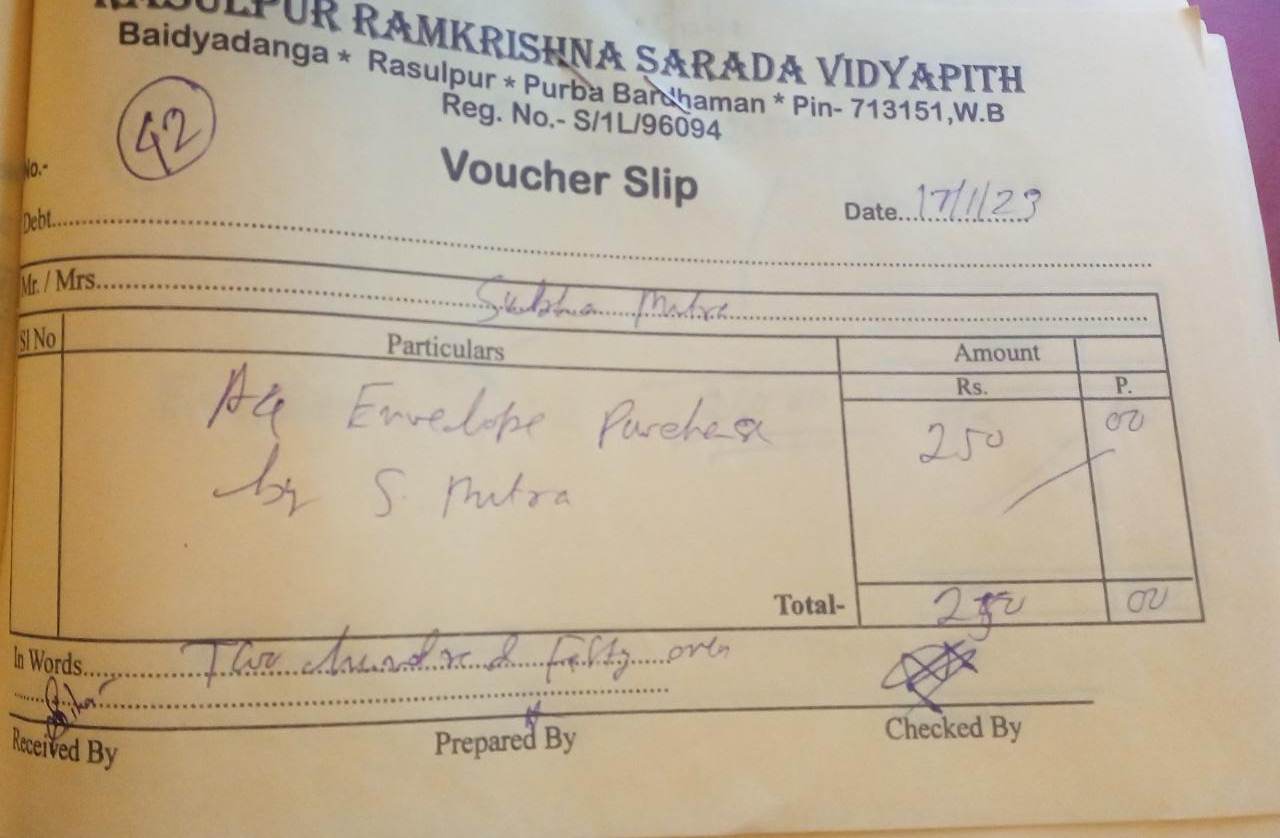 RASULPUR RAMKRISHNA SARADA VIDYAPITH
Baidyadanga * Rasulpur * Purba Bardhaman * Pin- 713151,W.B
Reg. No.- S/1L/96094
42
No.-
Voucher Slip
Date...17/1/23
Debt
Mr. / Mrs. Subhra Mitra
Sl No Particulars Amount
Rs. P.
A4 Envelope Purchase 250 00
by S. Mitra
Total- 250 00
In Words Two hundred Fifty only
Received By Prepared By Checked By